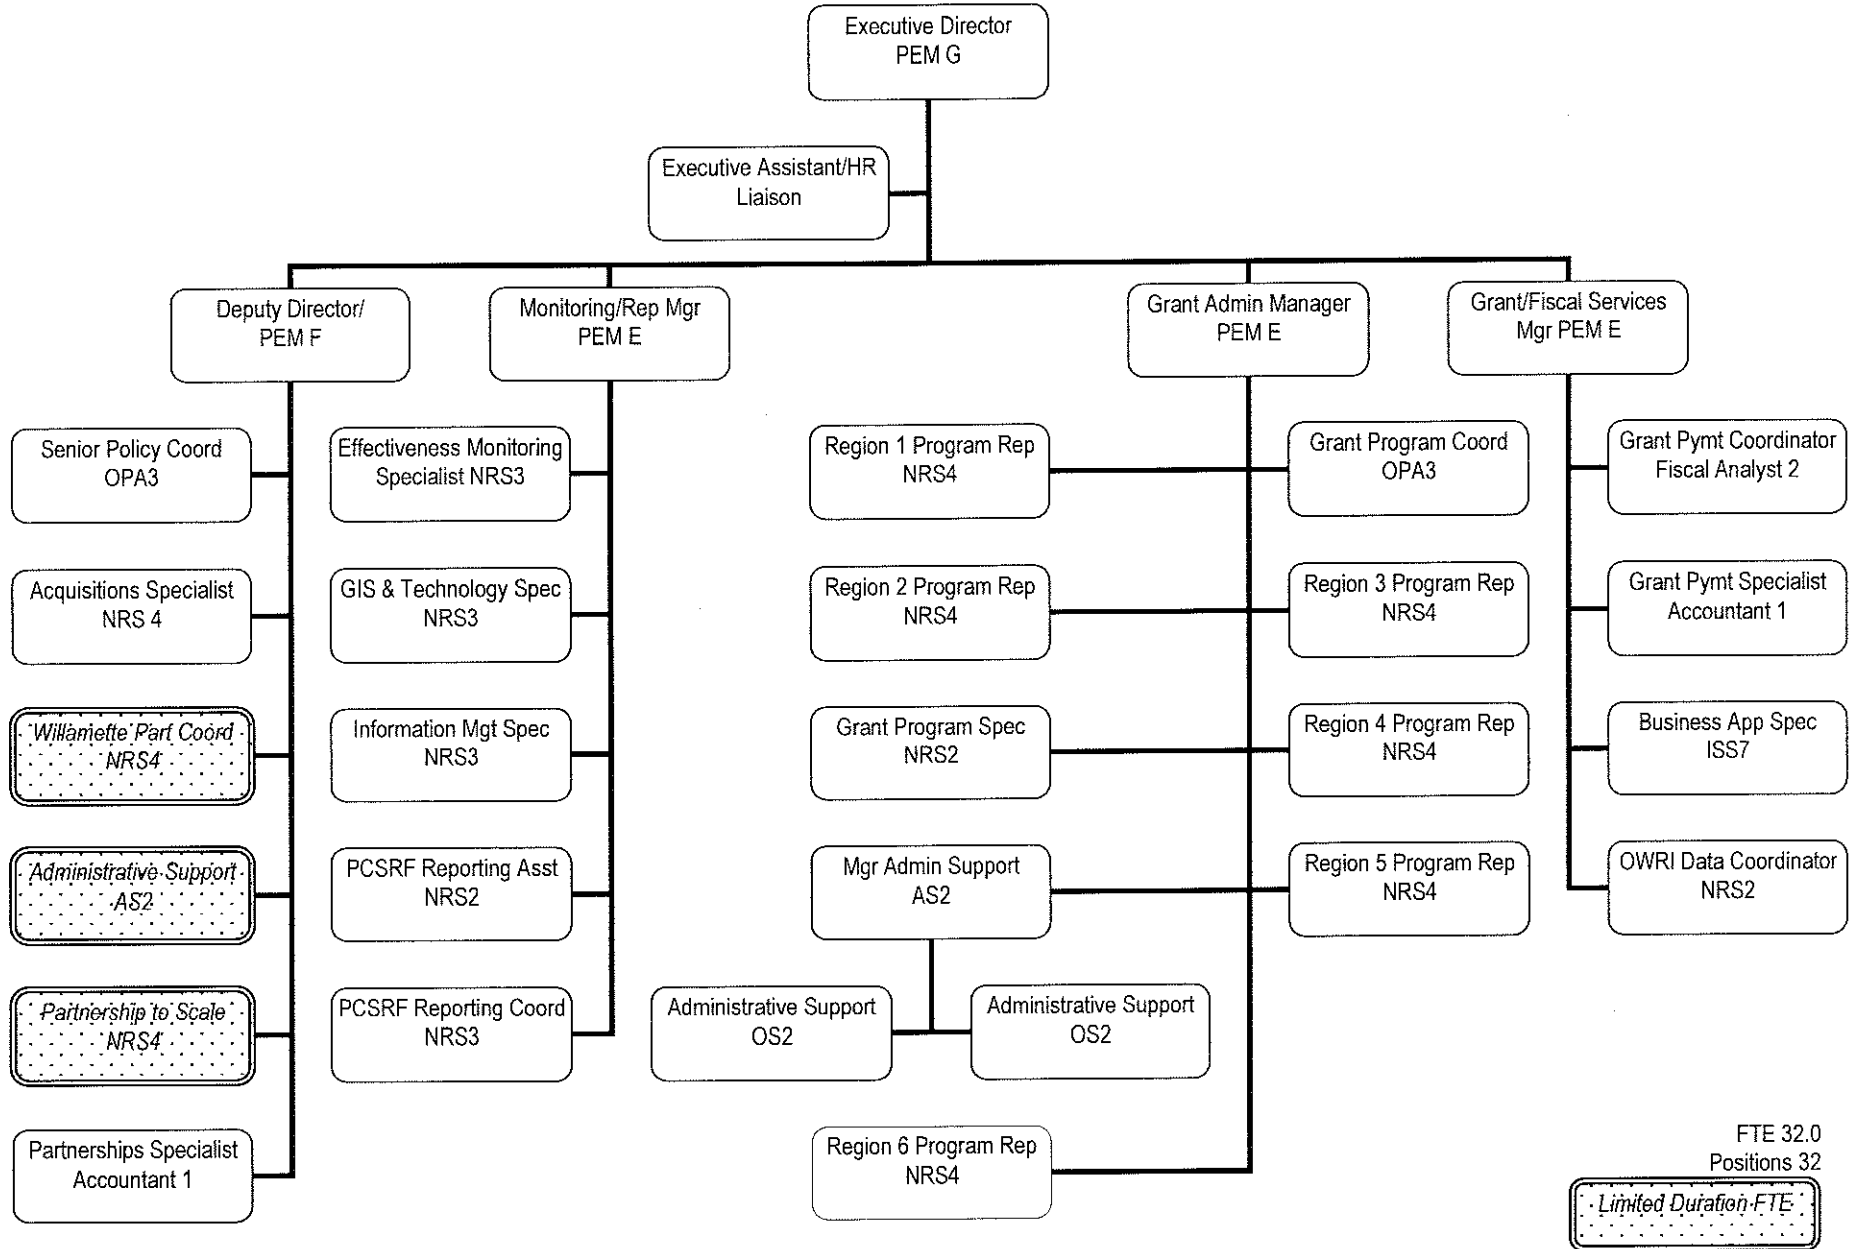 Executive Director
PEM G
Executive Assistant/HR
Liaison
Deputy Director/
PEM F
Monitoring/Rep Mgr
PEM E
Grant Admin Manager
PEM E
Grant/Fiscal Services
Mgr PEM E
Senior Policy Coord
OPA3
Effectiveness Monitoring
Specialist NRS3
Region 1 Program Rep
NRS4
Grant Program Coord
OPA3
Grant Pymt Coordinator
Fiscal Analyst 2
Acquisitions Specialist
NRS 4
GIS & Technology Spec
NRS3
Region 2 Program Rep
NRS4
Region 3 Program Rep
NRS4
Grant Pymt Specialist
Accountant 1
Willamette Part Coord
NRS4
Information Mgt Spec
NRS3
Grant Program Spec
NRS2
Region 4 Program Rep
NRS4
Business App Spec
ISS7
Administrative Support
AS2
PCSRF Reporting Asst
NRS2
Mgr Admin Support
AS2
Region 5 Program Rep
NRS4
OWRI Data Coordinator
NRS2
Partnership to Scale
NRS4
PCSRF Reporting Coord
NRS3
Administrative Support
OS2
Administrative Support
OS2
Partnerships Specialist
Accountant 1
Region 6 Program Rep
NRS4
FTE 32.0
Positions 32
Limited Duration FTE